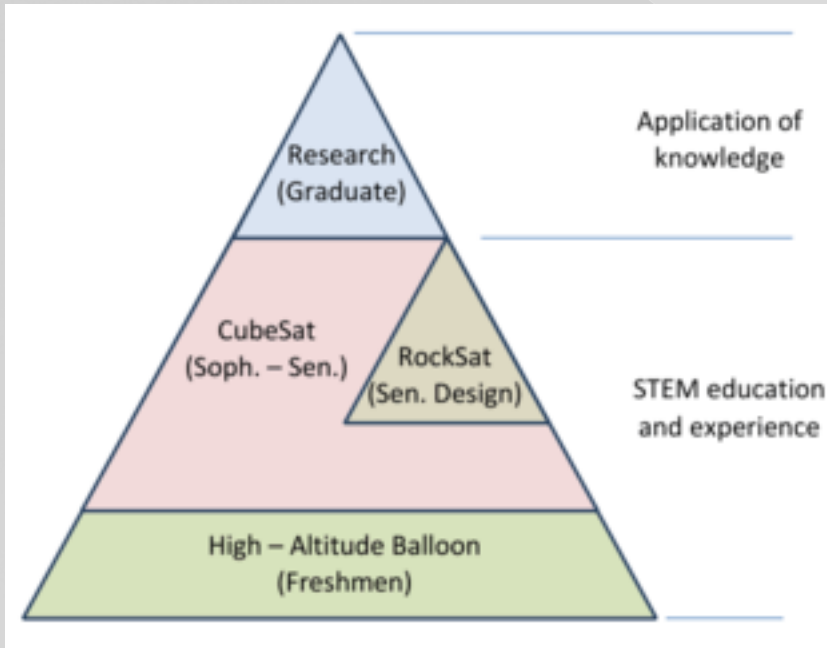 Research
(Graduate)
Application of
knowledge
CubeSat
(Soph. – Sen.)
RockSat
(Sen. Design)
STEM education
and experience
High – Altitude Balloon
(Freshmen)